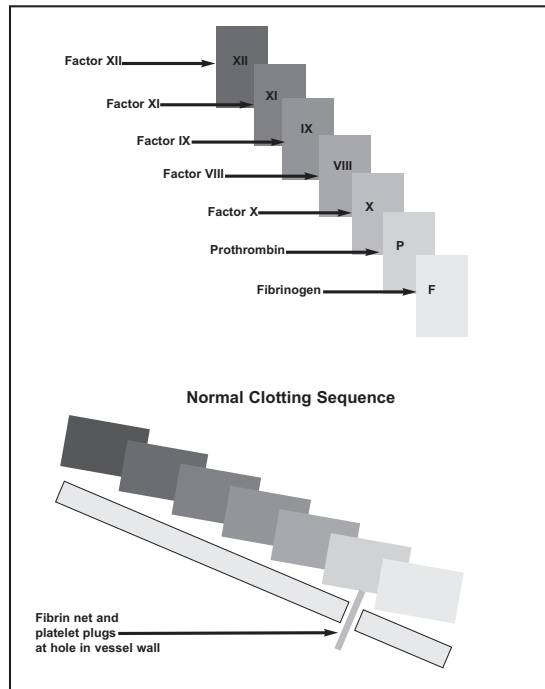 Factor XII
XII
Factor XI
XI
Factor IX
IX
Factor VIII
VIII
Factor X
X
Prothrombin
P
Fibrinogen
F
Normal Clotting Sequence
Fibrin net and
platelet plugs
at hole in vessel wall